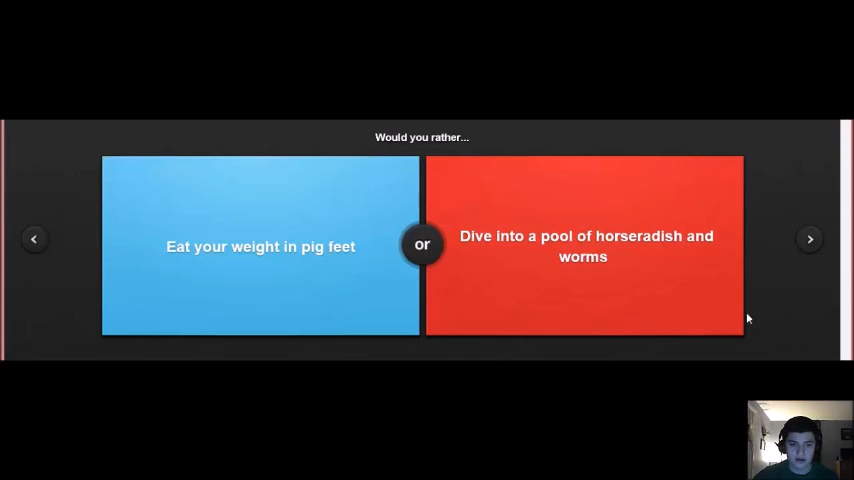 Would you rather...
Eat your weight in pig feet
or
Dive into a pool of horseradish and
worms